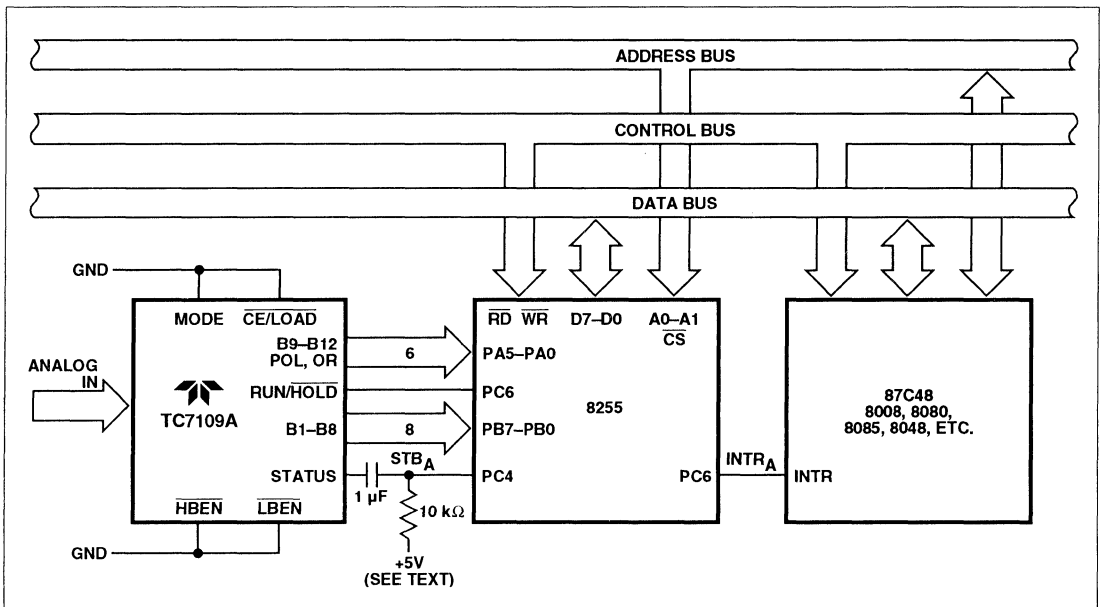 ADDRESS BUS
CONTROL BUS
DATA BUS
GND
MODE
CE/LOAD
RD WR
D7–D0
A0–A1
CS
B9–B12
POL, OR
6
PA5–PA0
ANALOG
IN
RUN/HOLD
PC6
TC7109A
8255
87C48
8008, 8080,
8085, 8048, ETC.
B1–B8
8
PB7–PB0
STATUS
1 µF
STBA
PC4
PC6
INTRA
INTR
HBEN
LBEN
10 kΩ
GND
+5V
(SEE TEXT)